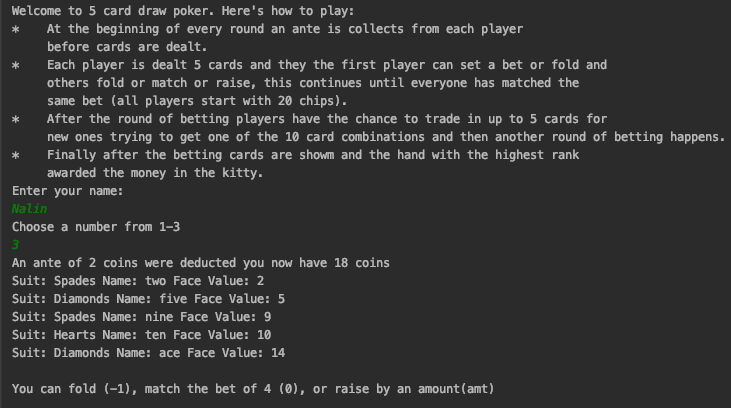 Welcome to 5 card draw poker. Here's how to play:
*    At the beginning of every round an ante is collects from each player
     before cards are dealt.
*    Each player is dealt 5 cards and they the first player can set a bet or fold and
     others fold or match or raise, this continues until everyone has matched the
     same bet (all players start with 20 chips).
*    After the round of betting players have the chance to trade in up to 5 cards for
     new ones trying to get one of the 10 card combinations and then another round of betting happens.
*    Finally after the betting cards are showm and the hand with the highest rank
     awarded the money in the kitty.
Enter your name:
Nalin
Choose a number from 1-3
3
An ante of 2 coins were deducted you now have 18 coins
Suit: Spades Name: two Face Value: 2
Suit: Diamonds Name: five Face Value: 5
Suit: Spades Name: nine Face Value: 9
Suit: Hearts Name: ten Face Value: 10
Suit: Diamonds Name: ace Face Value: 14
You can fold (-1), match the bet of 4 (0), or raise by an amount(amt)